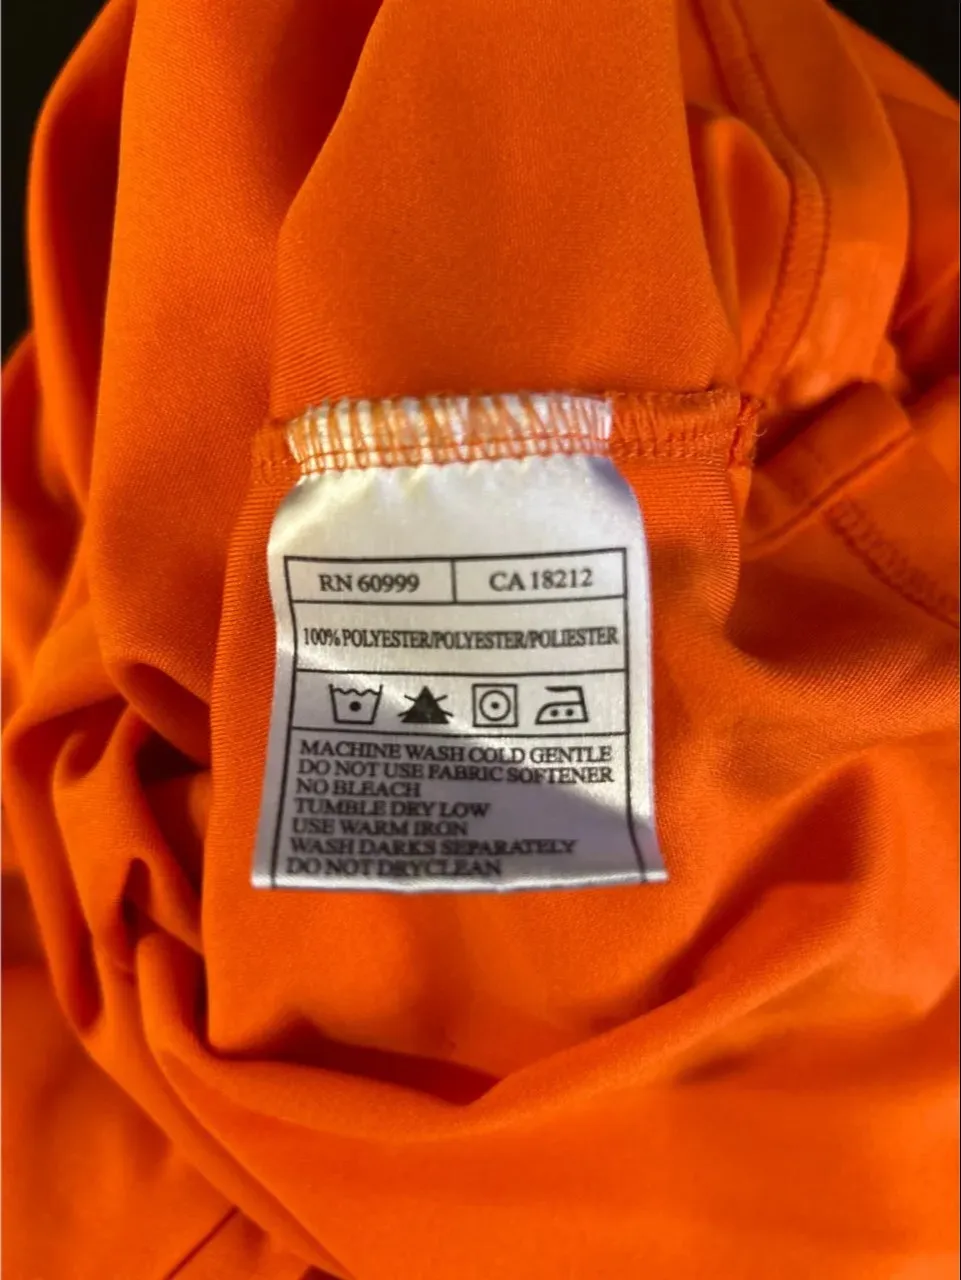 RN 60999 CA 18212
100% POLYESTER/POLYESTER/POLIESTER
MACHINE WASH COLD GENTLE
DO NOT USE FABRIC SOFTENER
NO BLEACH
TUMBLE DRY LOW
USE WARM IRON
WASH DARKS SEPARATELY
DO NOT DRYCLEAN